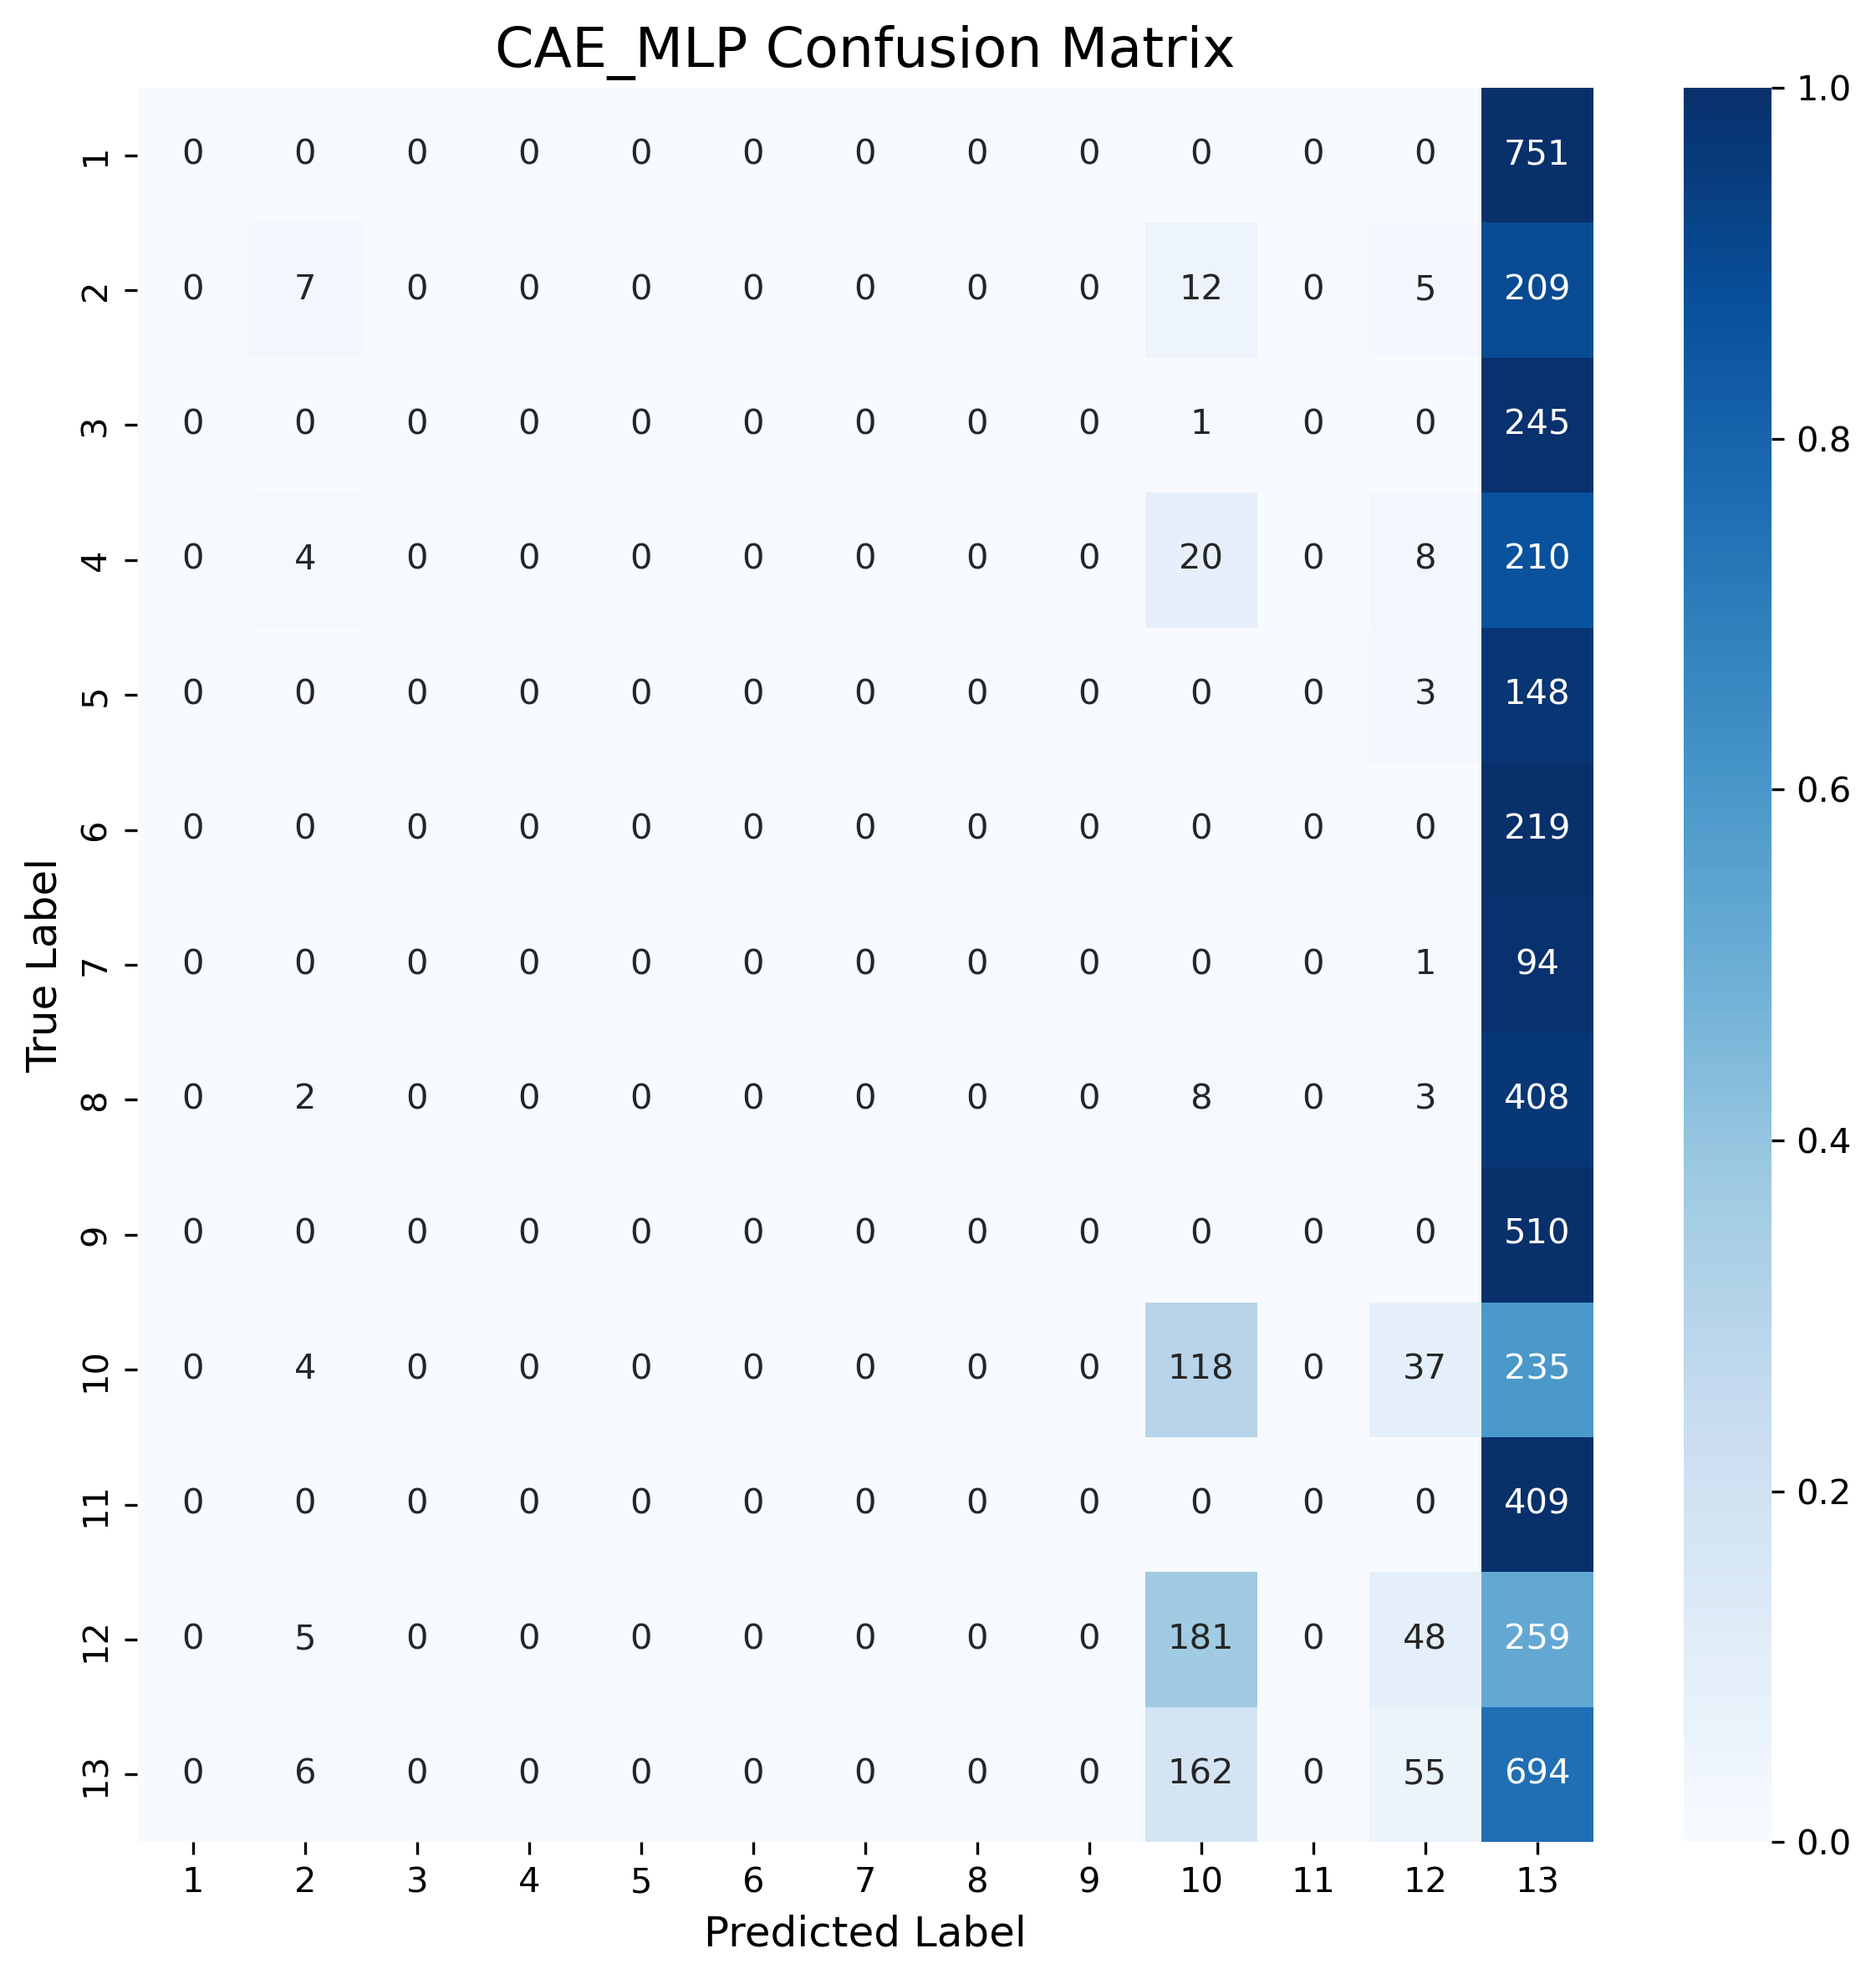 CAE_MLP Confusion Matrix
1 0 0 0 0 0 0 0 0 0 0 0 0 751
2 0 7 0 0 0 0 0 0 0 12 0 5 209
3 0 0 0 0 0 0 0 0 0 1 0 0 245
4 0 4 0 0 0 0 0 0 0 20 0 8 210
5 0 0 0 0 0 0 0 0 0 0 0 3 148
6 0 0 0 0 0 0 0 0 0 0 0 0 219
7 0 0 0 0 0 0 0 0 0 0 0 1 94
8 0 2 0 0 0 0 0 0 0 8 0 3 408
9 0 0 0 0 0 0 0 0 0 0 0 0 510
10 0 4 0 0 0 0 0 0 0 118 0 37 235
11 0 0 0 0 0 0 0 0 0 0 0 0 409
12 0 5 0 0 0 0 0 0 0 181 0 48 259
13 0 6 0 0 0 0 0 0 0 162 0 55 694
1 2 3 4 5 6 7 8 9 10 11 12 13
Predicted Label
True Label
1.0
0.8
0.6
0.4
0.2
0.0